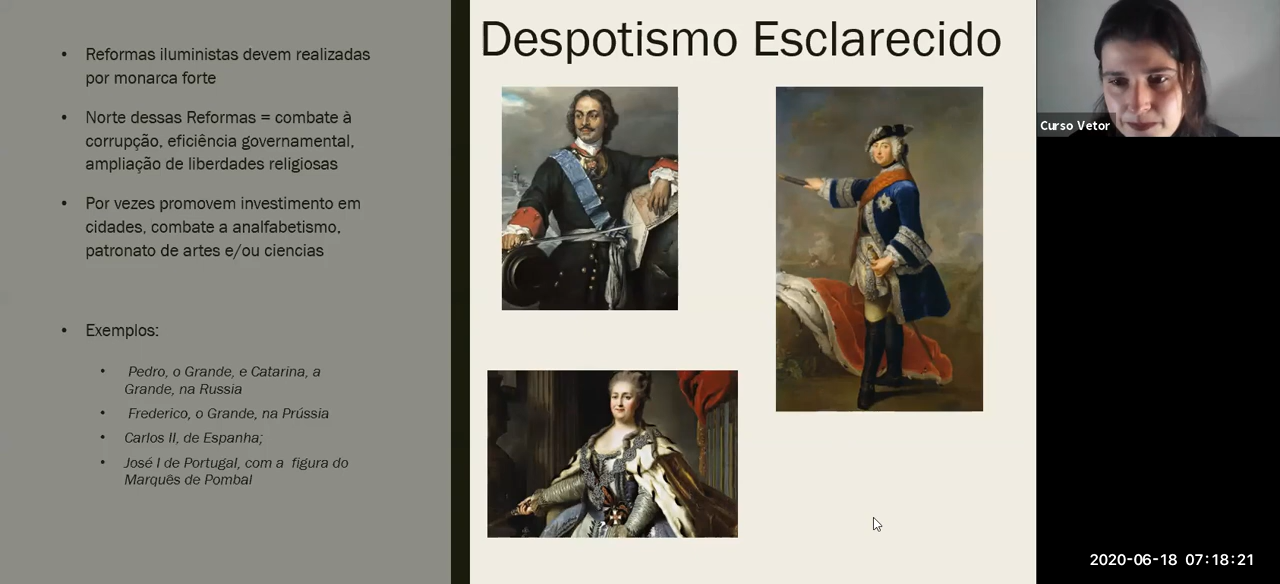 Despotismo Esclarecido
• Reformas iluministas devem realizadas
por monarca forte
• Norte dessas Reformas = combate à
corrupção, eficiência governamental,
ampliação de liberdades religiosas
• Por vezes promovem investimento em
cidades, combate a analfabetismo,
patronato de artes e/ou ciencias
• Exemplos:
• Pedro, o Grande, e Catarina, a
Grande, na Russia
• Frederico, o Grande, na Prússia
• Carlos II, de Espanha;
• José I de Portugal, com a figura do
Marquês de Pombal
Curso Vetor
2020-06-18 07:18:21